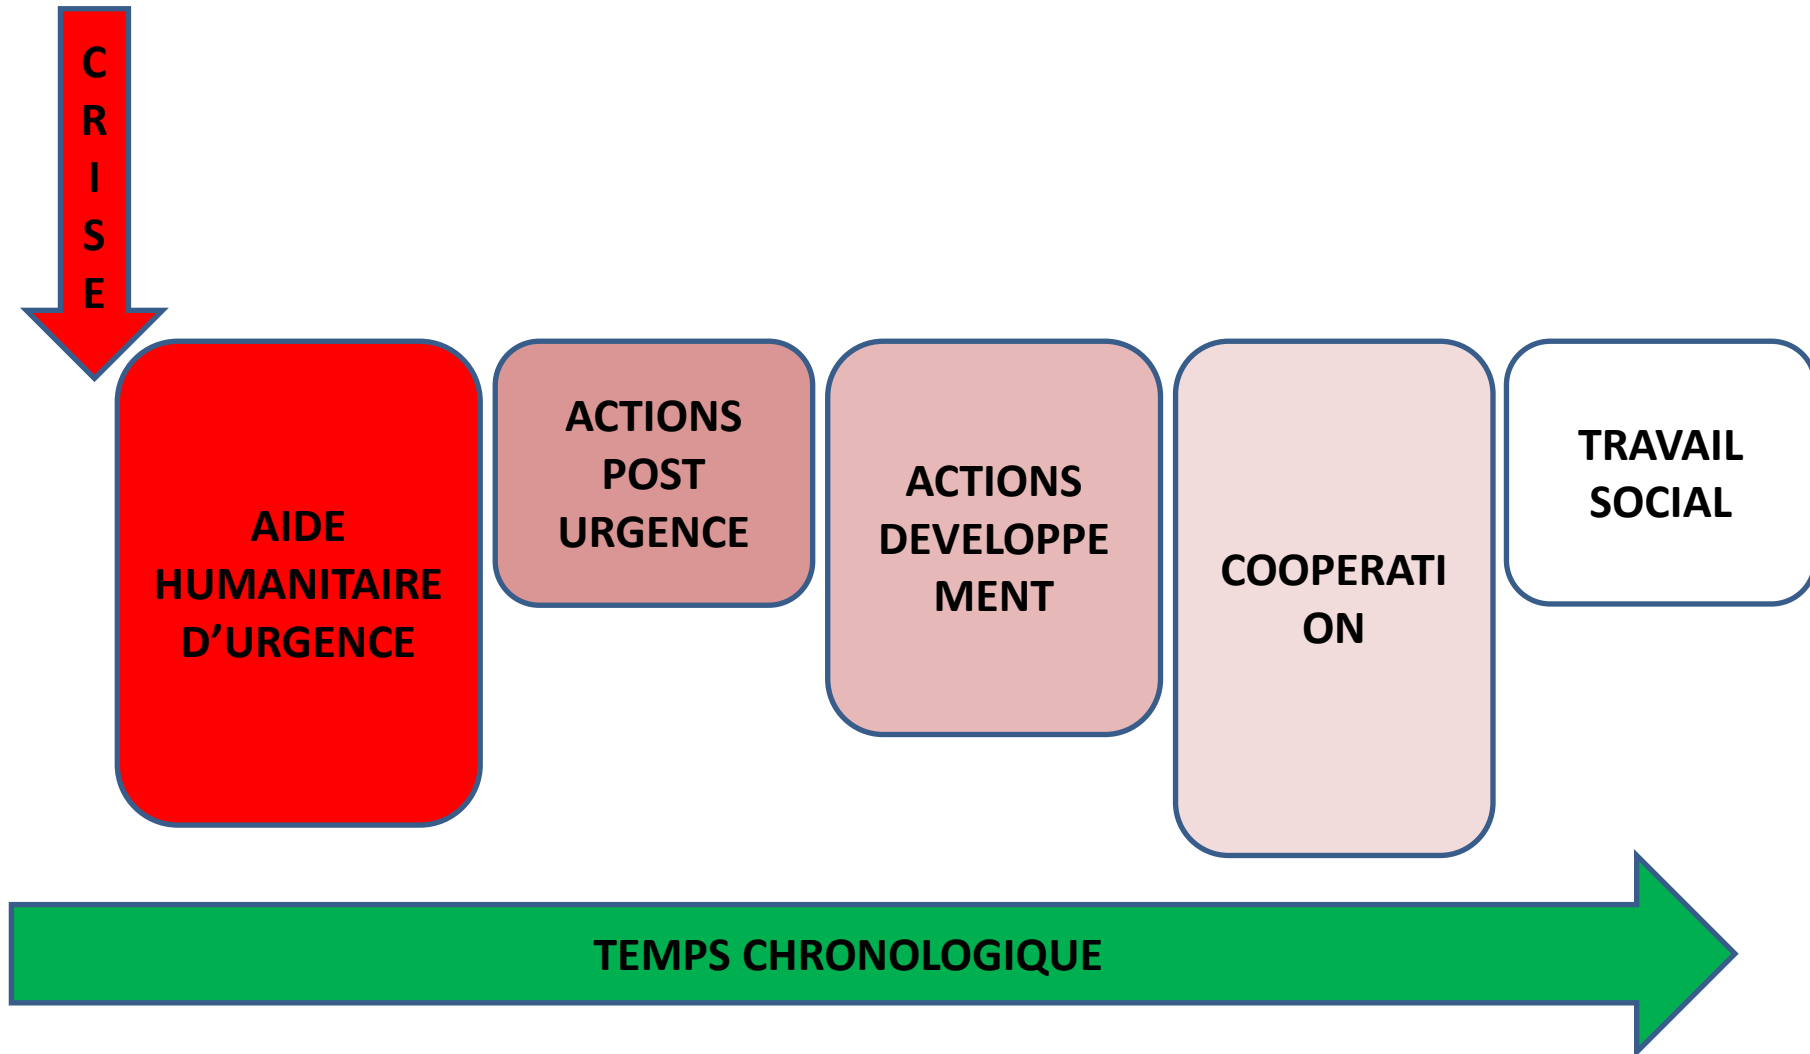 C
R
I
S
E
AIDE
HUMANITAIRE
D’URGENCE
ACTIONS
POST
URGENCE
ACTIONS
DEVELOPPE
MENT
COOPERATI
ON
TRAVAIL
SOCIAL
TEMPS CHRONOLOGIQUE